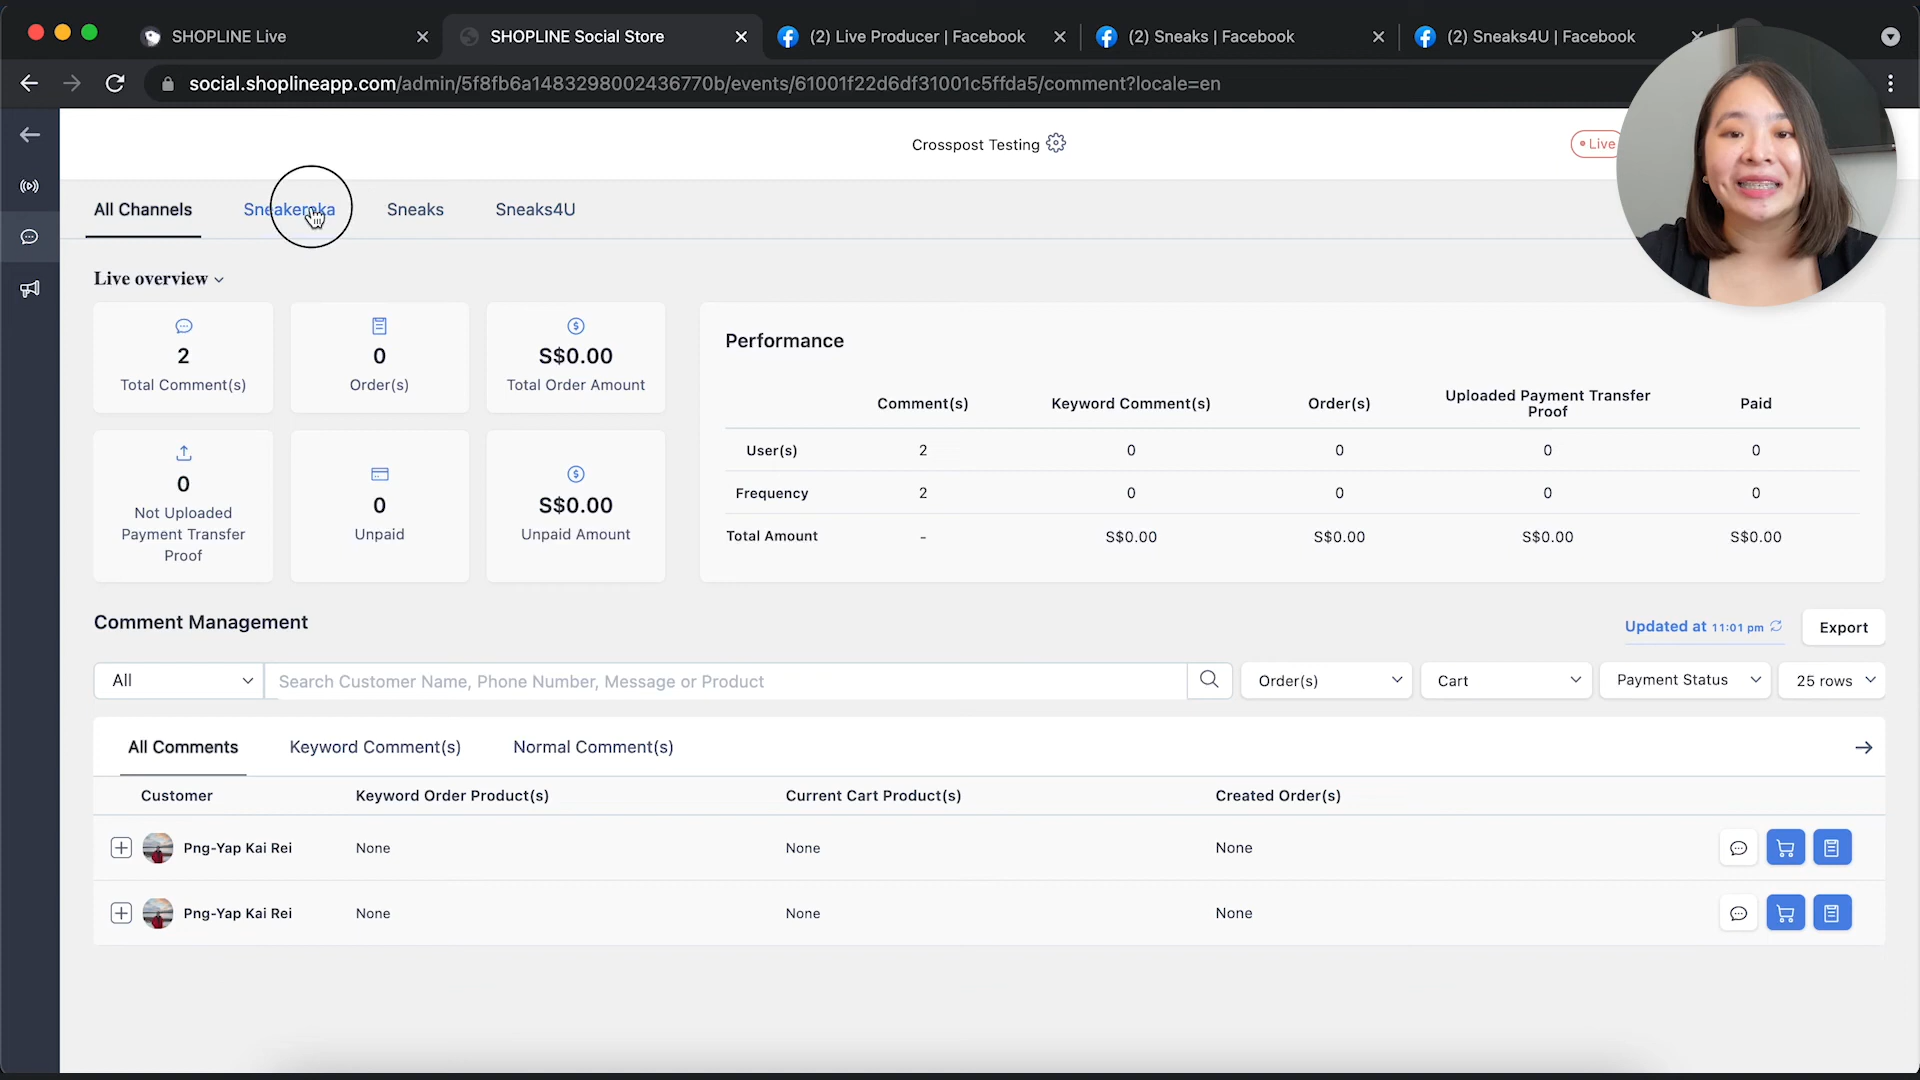 SHOPLINE Live
SHOPLINE Social Store
(2) Live Producer | Facebook
(2) Sneaks | Facebook
(2) Sneaks4U | Facebook
social.shoplineapp.com/admin/5f8fb6a1483298002436770b/events/61001f22d6df31001c5ffda5/comment?locale=en
Crosspost Testing
Live
All Channels
Sneaks
Sneaks4U
Live overview
2
Total Comment(s)
0
Order(s)
S$0.00
Total Order Amount
0
Not Uploaded
Payment Transfer
Proof
0
Unpaid
S$0.00
Unpaid Amount
Performance
Comment(s)
Keyword Comment(s)
Order(s)
Uploaded Payment Transfer
Proof
Paid
User(s) 2 0 0 0 0
Frequency 2 0 0 0 0
Total Amount - S$0.00 S$0.00 S$0.00 S$0.00
Comment Management
Updated at 11:01 pm
Export
All
Search Customer Name, Phone Number, Message or Product
Order(s)
Cart
Payment Status
25 rows
All Comments
Keyword Comment(s)
Normal Comment(s)
Customer
Keyword Order Product(s)
Current Cart Product(s)
Created Order(s)
Png-Yap Kai Rei None None None
Png-Yap Kai Rei None None None